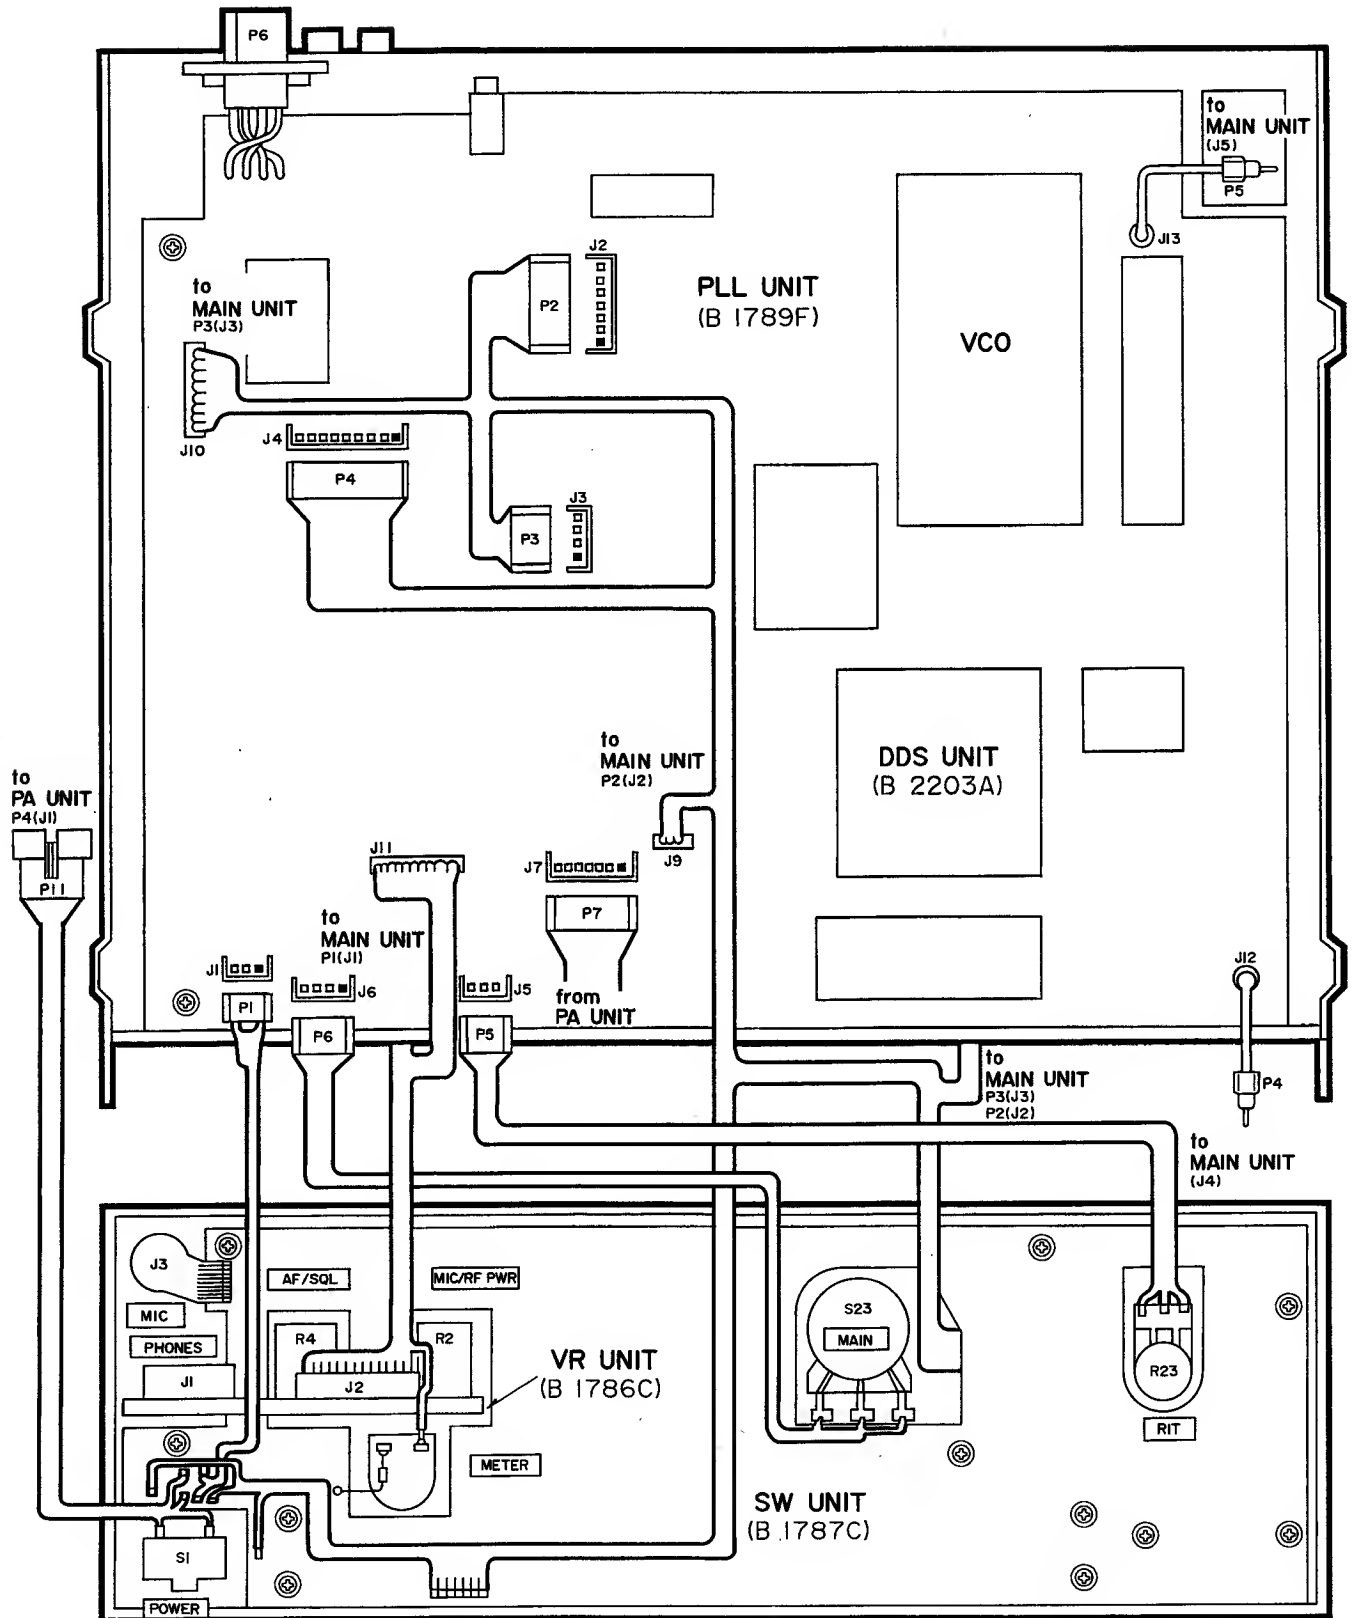 P6
to
MAIN UNIT
(J5)
P5
J13
J2
to
MAIN UNIT
P3(J3)
P2
PLL UNIT
(B 1789F)
VCO
J10
J4
P4
J3
P3
to
MAIN UNIT
P2(J2)
DDS UNIT
(B 2203A)
to
PA UNIT
P4(J1)
P11
J11
J9
J7
P7
to
MAIN UNIT
P1(J1)
J1
J6
J5
J12
from
PA UNIT
P1
P6
P5
to
MAIN UNIT
P3(J3)
P2(J2)
P4
to
MAIN UNIT
(J4)
J3
AF/SQL
MIC/RF PWR
MIC
S23
MAIN
R4
R2
PHONES
VR UNIT
(B 1786C)
J1
J2
R23
RIT
METER
SW UNIT
(B 1787C)
S1
POWER